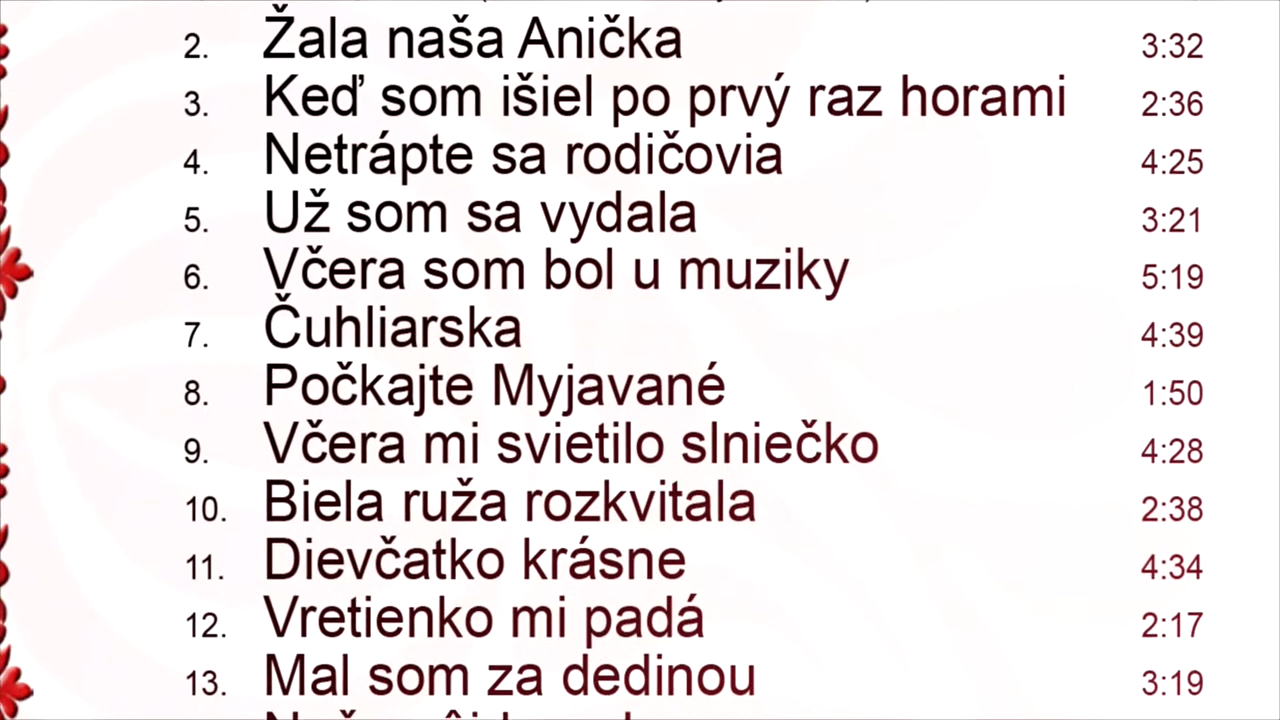 2. Žala naša Anička 3:32
3. Keď som išiel po prvý raz horami 2:36
4. Netrápte sa rodičovia 4:25
5. Už som sa vydala 3:21
6. Včera som bol u muziky 5:19
7. Čuhliarska 4:39
8. Počkajte Myjavané 1:50
9. Včera mi svietilo slniečko 4:28
10. Biela ruža rozkvitala 2:38
11. Dievčatko krásne 4:34
12. Vretienko mi padá 2:17
13. Mal som za dedinou 3:19